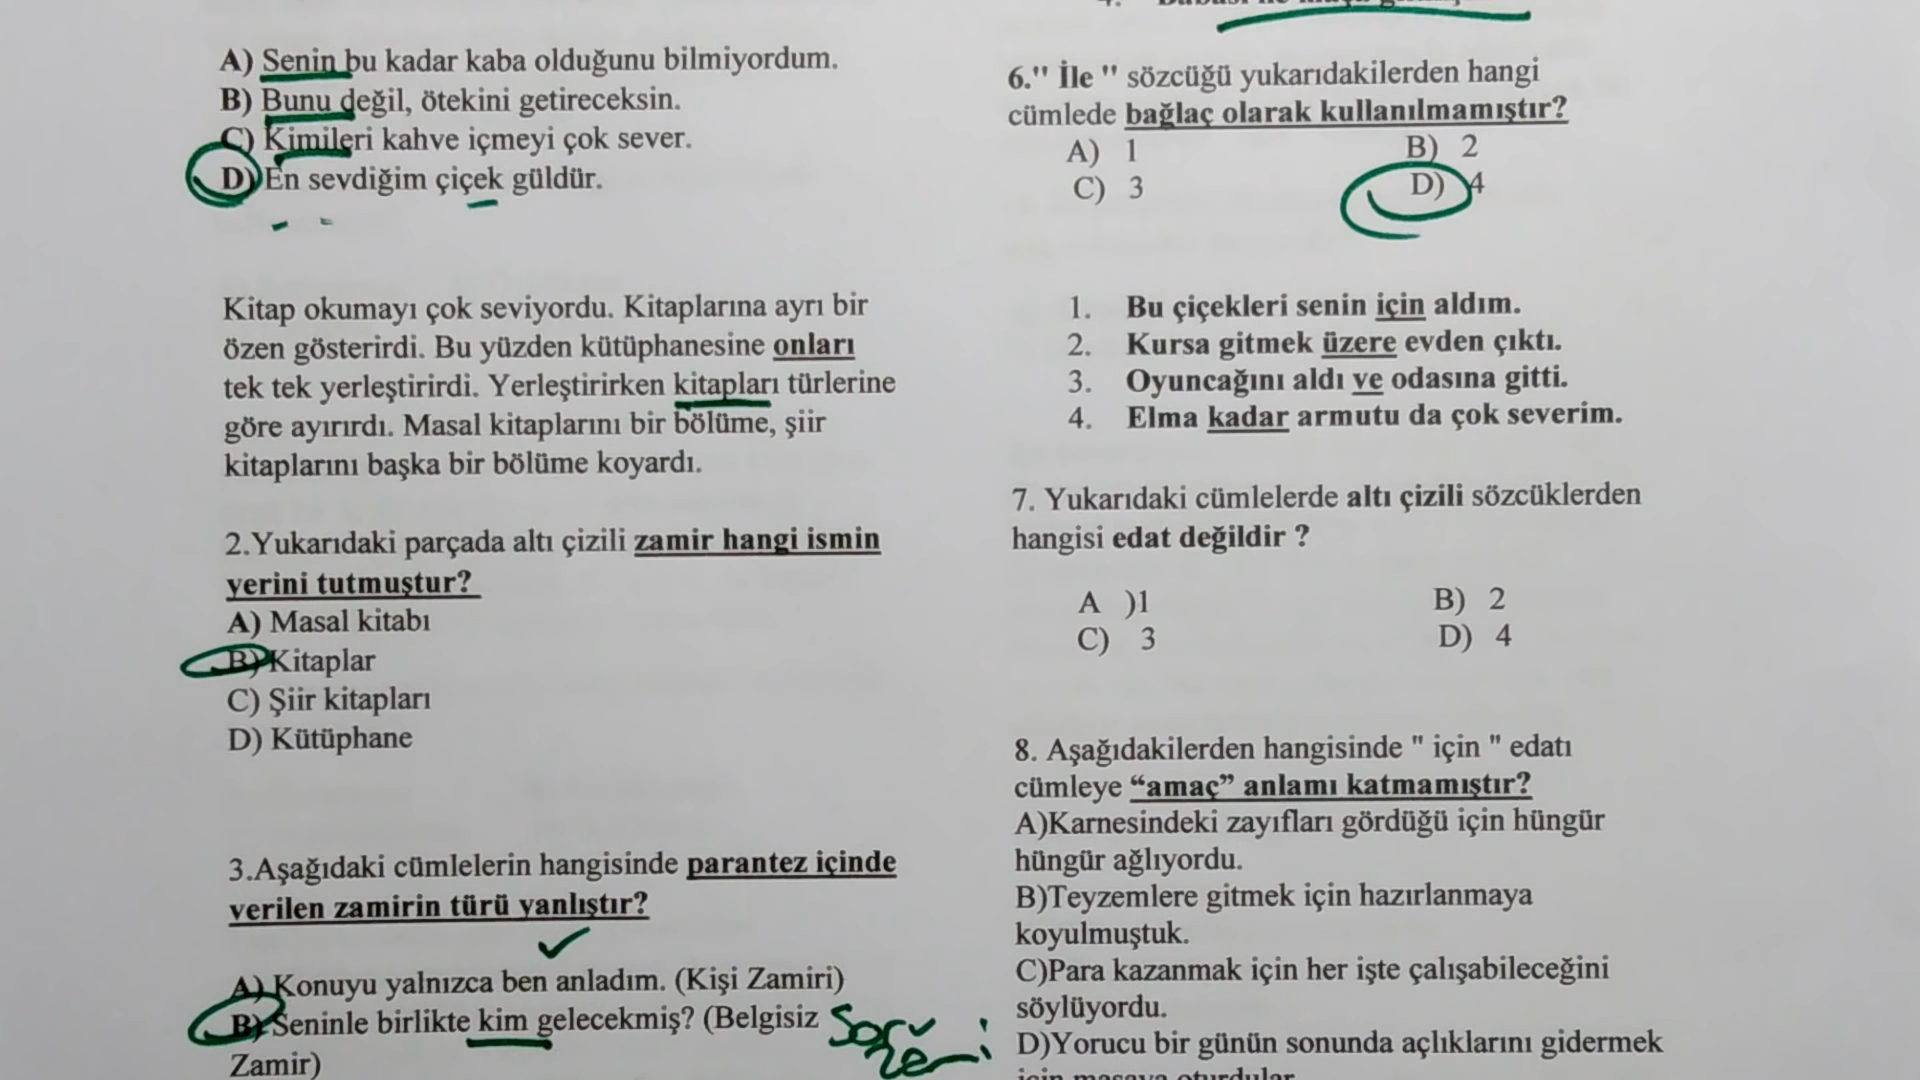 A) Senin bu kadar kaba olduğunu bilmiyordum.
B) Bunu değil, ötekini getireceksin.
C) Kimileri kahve içmeyi çok sever.
D) En sevdiğim çiçek güldür.
Kitap okumayı çok seviyordu. Kitaplarına ayrı bir
özen gösterirdi. Bu yüzden kütüphanesine onları
tek tek yerleştirirdi. Yerleştirirken kitapları türlerine
göre ayırırdı. Masal kitaplarını bir bölüme, şiir
kitaplarını başka bir bölüme koyardı.
2.Yukarıdaki parçada altı çizili zamir hangi ismin
yerini tutmuştur?
A) Masal kitabı
B) Kitaplar
C) Şiir kitapları
D) Kütüphane
3.Aşağıdaki cümlelerin hangisinde parantez içinde
verilen zamirin türü yanlıştır?
A) Konuyu yalnızca ben anladım. (Kişi Zamiri)
B) Seninle birlikte kim gelecekmiş? (Belgisiz
Zamir)
4.
6." İle " sözcüğü yukarıdakilerden hangi
cümlede bağlaç olarak kullanılmamıştır?
A) 1 B) 2
C) 3 D) 4
1. Bu çiçekleri senin için aldım.
2. Kursa gitmek üzere evden çıktı.
3. Oyuncağını aldı ve odasına gitti.
4. Elma kadar armutu da çok severim.
7. Yukarıdaki cümlelerde altı çizili sözcüklerden
hangisi edat değildir ?
A )1 B) 2
C) 3 D) 4
8. Aşağıdakilerden hangisinde " için " edatı
cümleye “amaç” anlamı katmamıştır?
A)Karnesindeki zayıfları gördüğü için hüngür
hüngür ağlıyordu.
B)Teyzemlere gitmek için hazırlanmaya
koyulmuştuk.
C)Para kazanmak için her işte çalışabileceğini
söylüyordu.
D)Yorucu bir günün sonunda açlıklarını gidermek
için masaya oturdular.